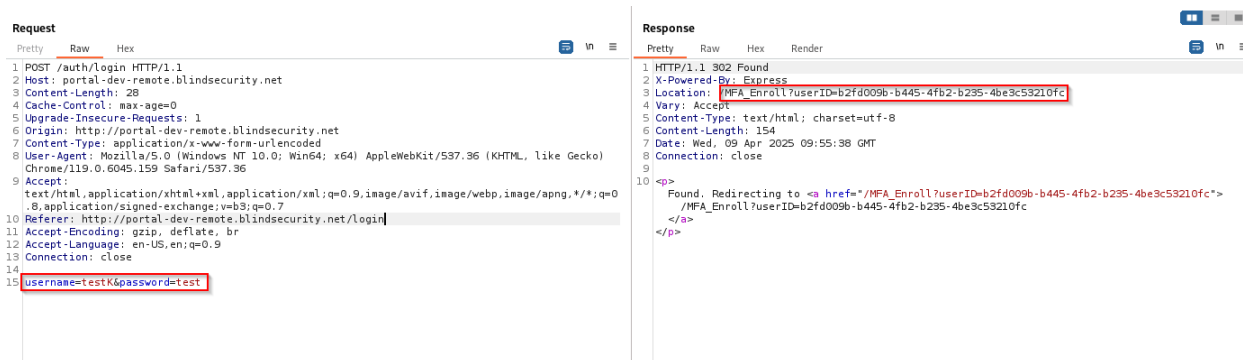 Request
Pretty Raw Hex
\n
1 POST /auth/login HTTP/1.1
2 Host: portal-dev-remote.blindsecurity.net
3 Content-Length: 28
4 Cache-Control: max-age=0
5 Upgrade-Insecure-Requests: 1
6 Origin: http://portal-dev-remote.blindsecurity.net
7 Content-Type: application/x-www-form-urlencoded
8 User-Agent: Mozilla/5.0 (Windows NT 10.0; Win64; x64) AppleWebKit/537.36 (KHTML, like Gecko)
Chrome/119.0.6045.159 Safari/537.36
9 Accept:
text/html,application/xhtml+xml,application/xml;q=0.9,image/avif,image/webp,image/apng,*/*;q=0
.8,application/signed-exchange;v=b3;q=0.7
10 Referer: http://portal-dev-remote.blindsecurity.net/login
11 Accept-Encoding: gzip, deflate, br
12 Accept-Language: en-US,en;q=0.9
13 Connection: close
14
15 username=testK&password=test
Response
Pretty Raw Hex Render
\n
1 HTTP/1.1 302 Found
2 X-Powered-By: Express
3 Location: /MFA_Enroll?userID=b2fd009b-b445-4fb2-b235-4be3c53210fc
4 Vary: Accept
5 Content-Type: text/html; charset=utf-8
6 Content-Length: 154
7 Date: Wed, 09 Apr 2025 09:55:38 GMT
8 Connection: close
9
10 <p>
Found. Redirecting to <a href="/MFA_Enroll?userID=b2fd009b-b445-4fb2-b235-4be3c53210fc">
/MFA_Enroll?userID=b2fd009b-b445-4fb2-b235-4be3c53210fc
</a>
</p>